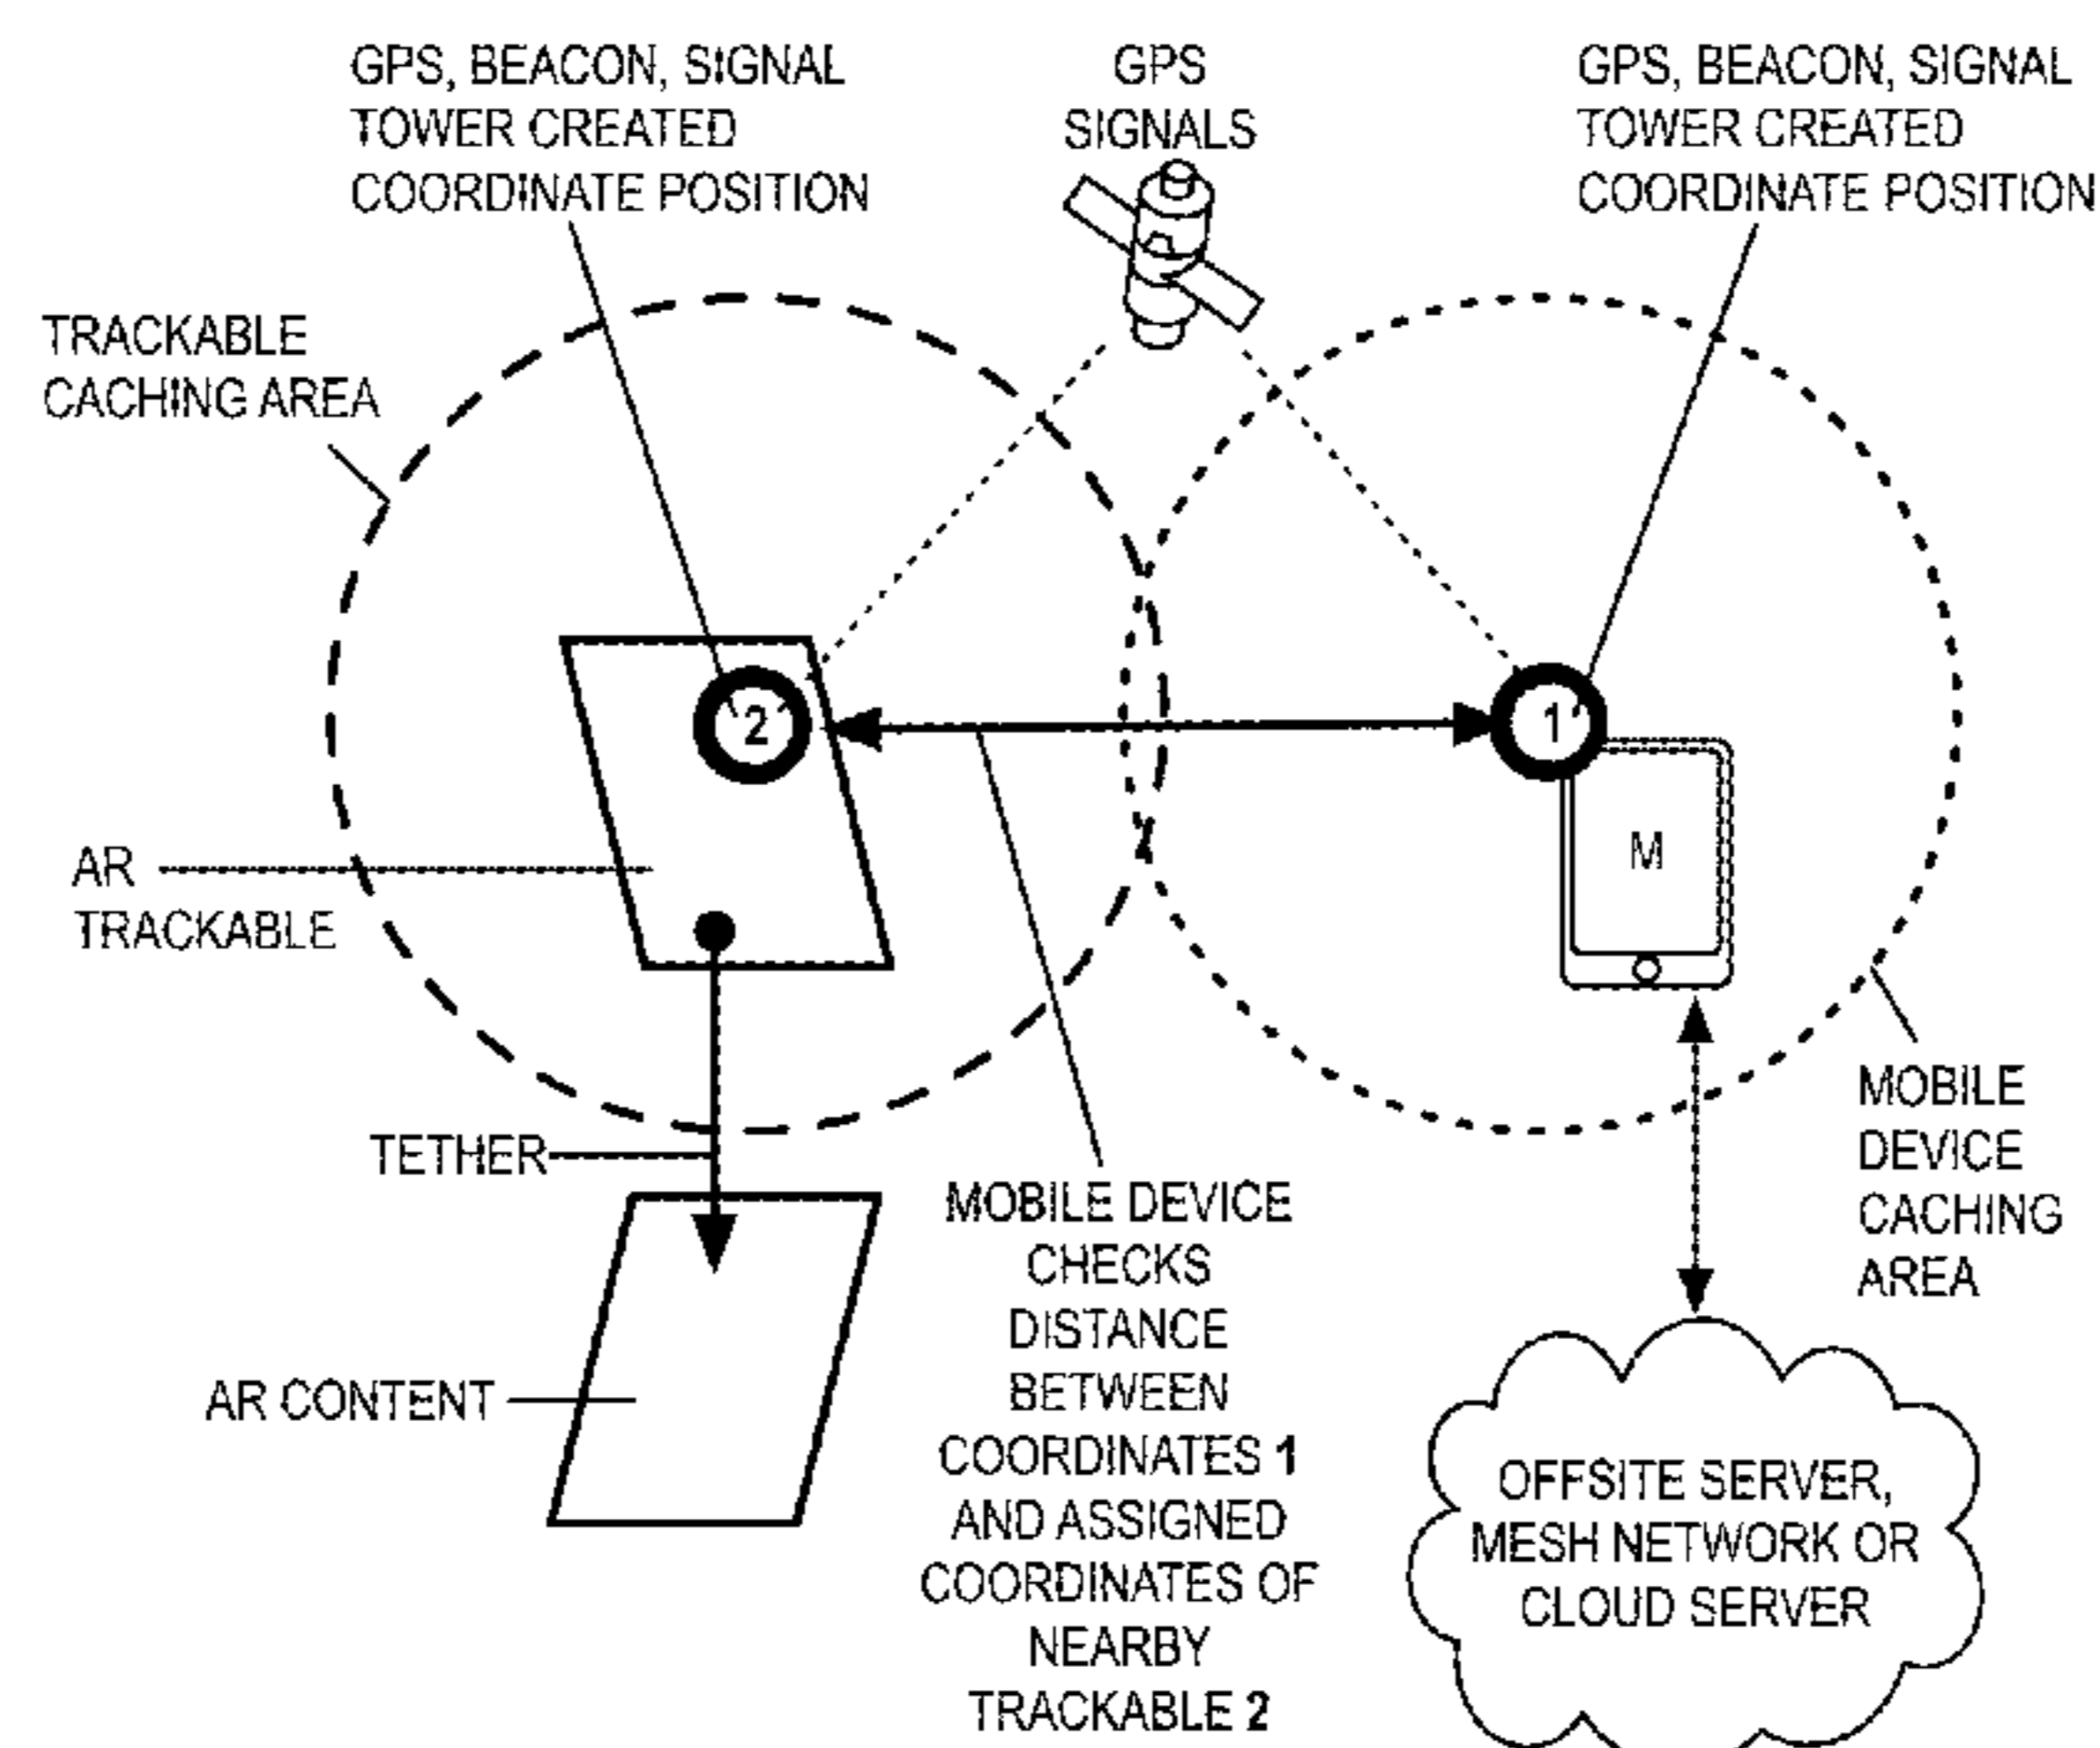 GPS, BEACON, SIGNAL
TOWER CREATED
COORDINATE POSITION
GPS
SIGNALS
GPS, BEACON, SIGNAL
TOWER CREATED
COORDINATE POSITION
TRACKABLE
CACHING AREA
2
1
M
AR
TRACKABLE
TETHER
AR CONTENT
MOBILE DEVICE
CHECKS
DISTANCE
BETWEEN
COORDINATES 1
AND ASSIGNED
COORDINATES OF
NEARBY
TRACKABLE 2
MOBILE
DEVICE
CACHING
AREA
OFFSITE SERVER,
MESH NETWORK OR
CLOUD SERVER